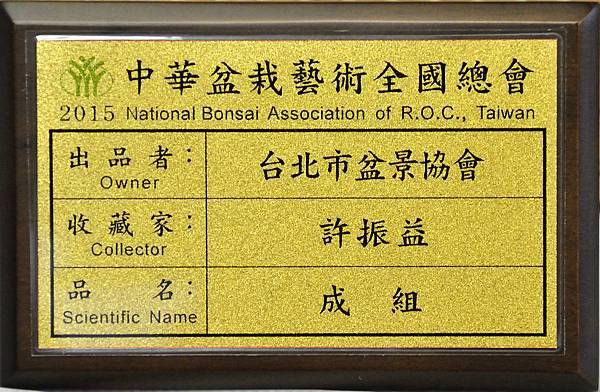 中華盆栽藝術全國總會
2015 National Bonsai Association of R.O.C., Taiwan
出品者： 台北市盆景協會
Owner
收藏家： 許振益
Collector
品名： 成組
Scientific Name